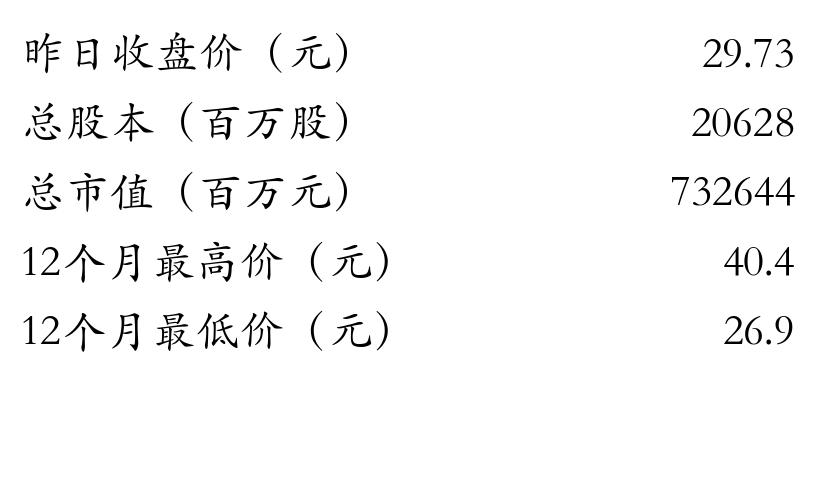 昨日收盘价（元） 29.73
总股本（百万股） 20628
总市值（百万元） 732644
12个月最高价（元） 40.4
12个月最低价（元） 26.9